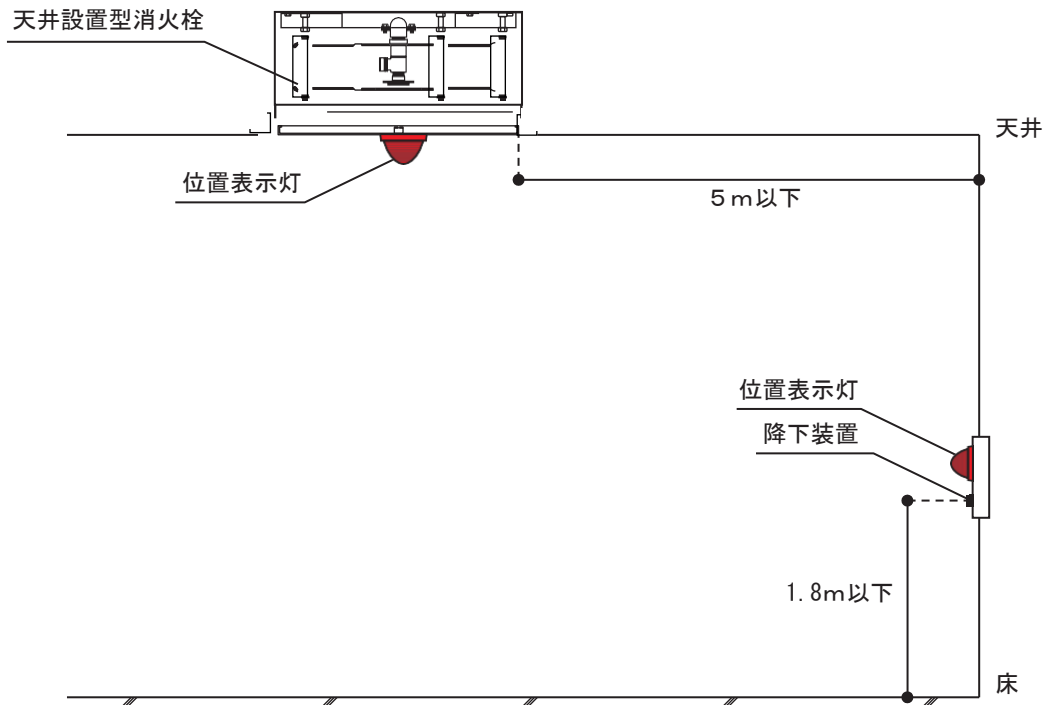 天井設置型消火栓
天井
位置表示灯
５ｍ以下
位置表示灯
降下装置
1.8ｍ以下
床